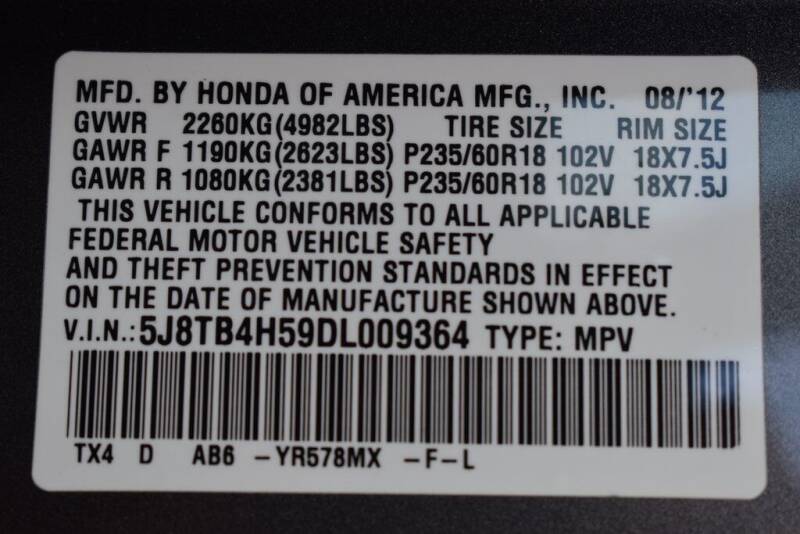 MFD. BY HONDA OF AMERICA MFG., INC. 08/'12
GVWR 2260KG(4982LBS) TIRE SIZE RIM SIZE
GAWR F 1190KG(2623LBS) P235/60R18 102V 18X7.5J
GAWR R 1080KG(2381LBS) P235/60R18 102V 18X7.5J
THIS VEHICLE CONFORMS TO ALL APPLICABLE
FEDERAL MOTOR VEHICLE SAFETY
AND THEFT PREVENTION STANDARDS IN EFFECT
ON THE DATE OF MANUFACTURE SHOWN ABOVE.
V.I.N.: 5J8TB4H59DL009364 TYPE: MPV
TX4 D AB6 -YR578MX -F-L